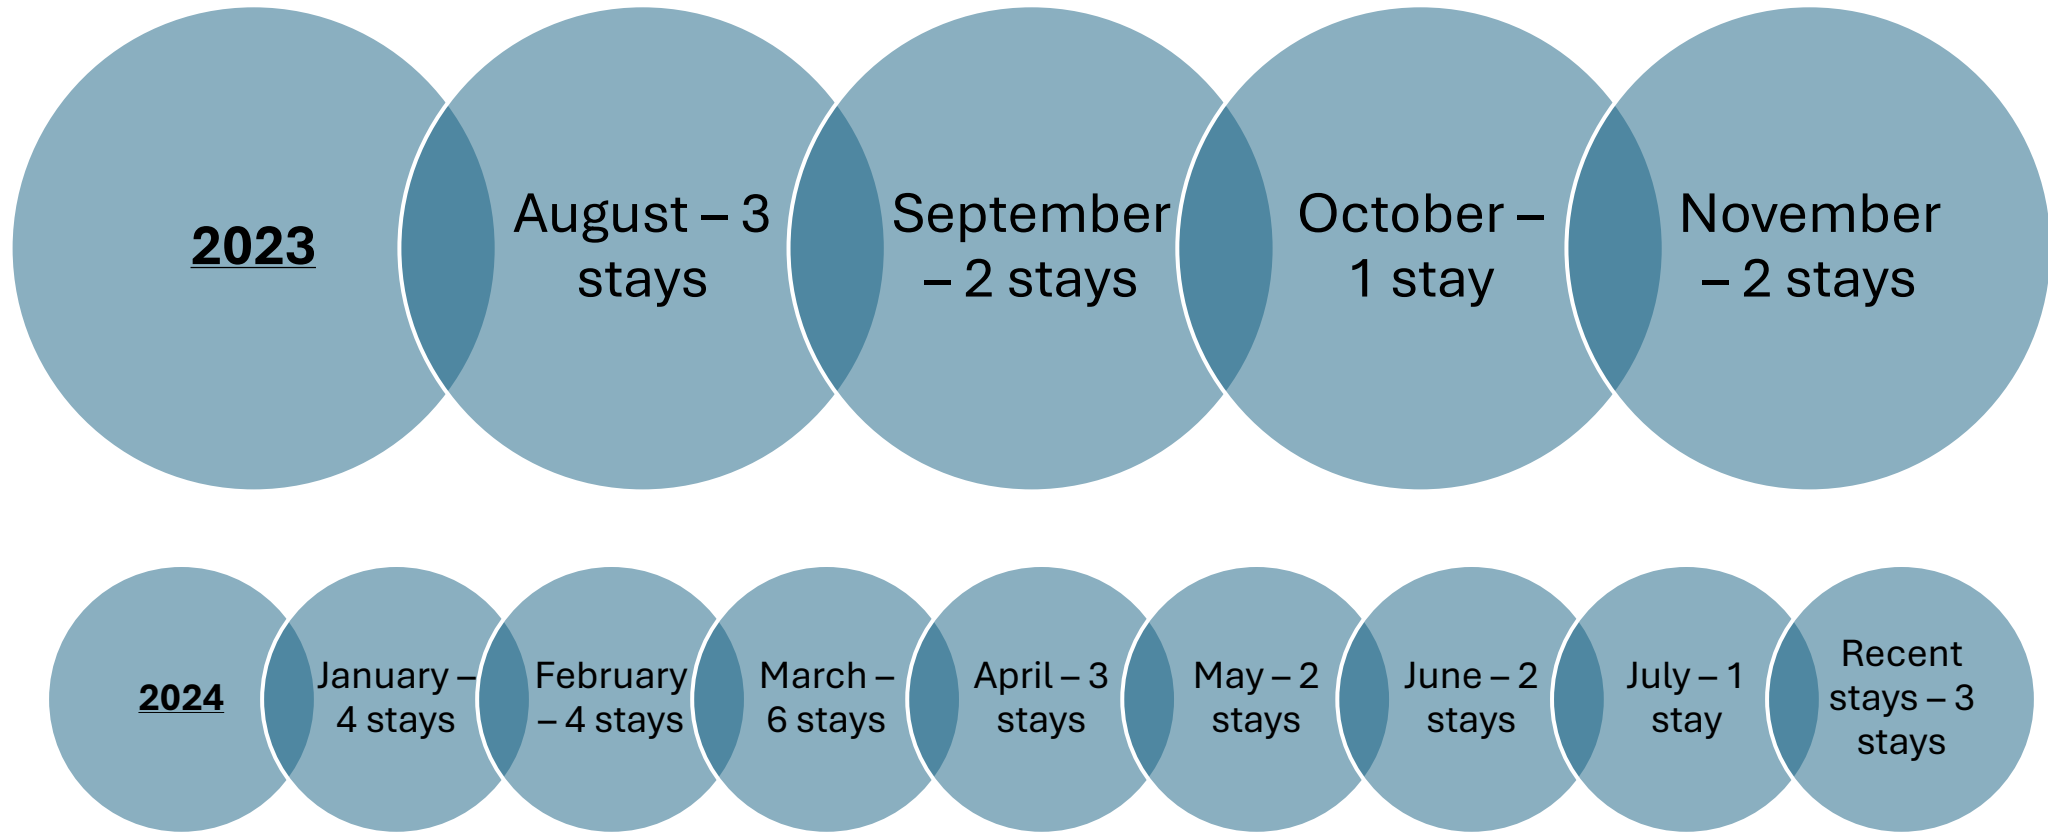 2023
August – 3
stays
September
– 2 stays
October –
1 stay
November
– 2 stays
2024
January –
4 stays
February
– 4 stays
March –
6 stays
April – 3
stays
May – 2
stays
June – 2
stays
July – 1
stay
Recent
stays – 3
stays